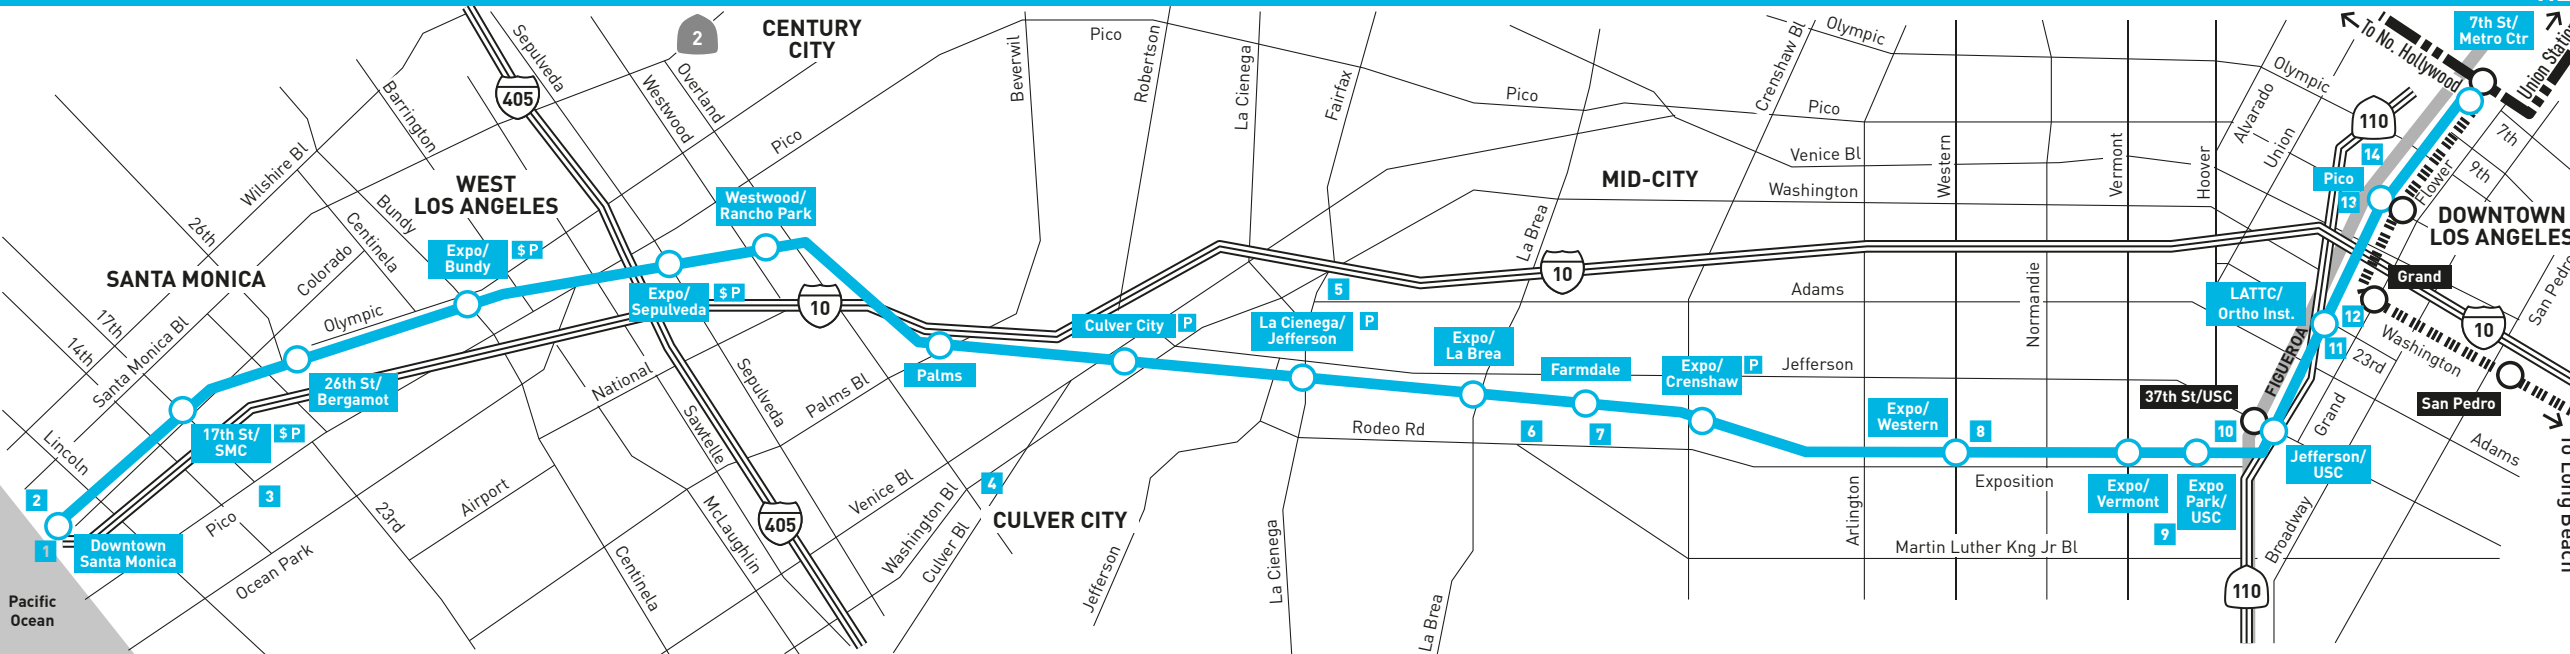 CENTURY
CITY
2
405
Sepulveda
Barrington
Westwood
Overland
Pico
Wilshire Bl
26th
Centinela
Bundy
WEST
LOS ANGELES
Westwood/
Rancho Park
Expo/
Bundy
$ P
Expo/
Sepulveda
$ P
10
SANTA MONICA
Colorado
Olympic
17th
14th
Santa Monica Bl
26th St/
Bergamot
17th St/
SMC
$ P
Lincoln
2
1
Downtown
Santa Monica
3
Pico
Ocean Park
23rd
Airport
National
Centinela
Sawtelle
McLaughlin
Sepulveda
Palms Bl
405
Pacific
Ocean
Pico
Beverwil
Robertson
La Cienega
Fairfax
Palms
Culver City
P
La Cienega/
Jefferson
P
5
Expo/
La Brea
Farmdale
Expo/
Crenshaw
P
Venice Bl
Washington Bl
Culver Bl
4
CULVER CITY
Jefferson
La Cienega
La Brea
Rodeo Rd
6
7
Pico
La Brea
10
MID-CITY
Crenshaw Bl
Olympic
Pico
Venice Bl
Washington
Adams
Jefferson
Western
Normandie
Vermont
Hoover
Arlington
Expo/
Western
8
Exposition
Martin Luther Kng Jr Bl
Expo/
Vermont
Expo
Park/
USC
9
10
37th St/USC
Jefferson/
USC
110
Broadway
Grand
Adams
FIGUEROA
LATTC/
Ortho Inst.
12
11
23rd
Washington
San Pedro
Grand
10
San Pedro
To Long Beach
DOWNTOWN
LOS ANGELES
Pico
13
14
110
Flower
9th
7th
Alvarado
Union
Olympic
To No. Hollywood
7th St/
Metro Ctr
Union Station